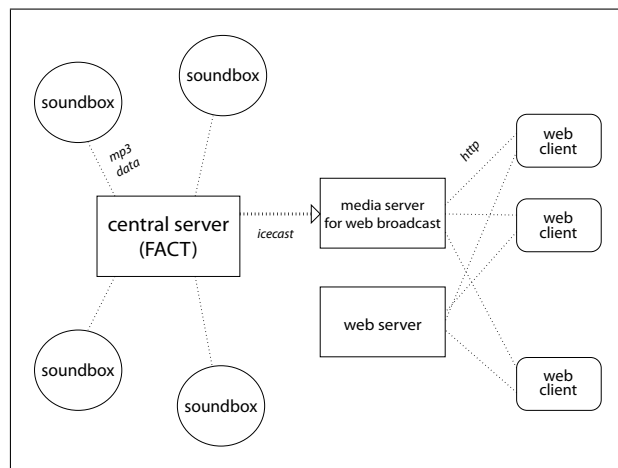 soundbox
soundbox
mp3
data
central server
(FACT)
icecast
media server
for web broadcast
http
web
client
web
client
web server
soundbox
soundbox
web
client